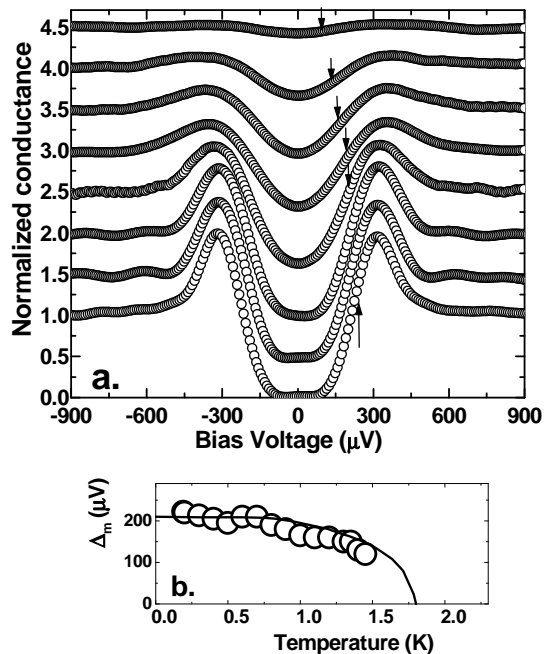 Normalized conductance
4.5
4.0
3.5
3.0
2.5
2.0
1.5
1.0
0.5
0.0
a.
-900 -600 -300 0 300 600 900
Bias Voltage (μV)
Δm (μV)
200
100
0
b.
0.0 0.5 1.0 1.5 2.0
Temperature (K)